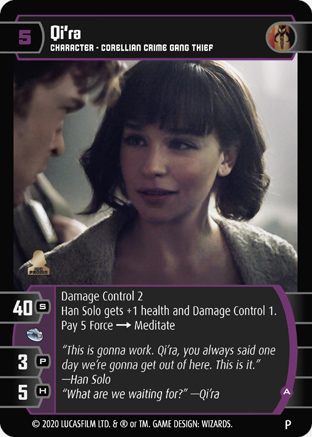 5
Qi'ra
CHARACTER - CORELLIAN CRIME GANG THIEF
40 S
3 P
5 H
Damage Control 2
Han Solo gets +1 health and Damage Control 1.
Pay 5 Force → Meditate
“This is gonna work. Qi'ra, you always said one
day we're gonna get out of here. This is it.”
—Han Solo
“What are we waiting for?” —Qi'ra
A
© 2020 LUCASFILM LTD. & ® or TM. GAME DESIGN: WIZARDS.
P